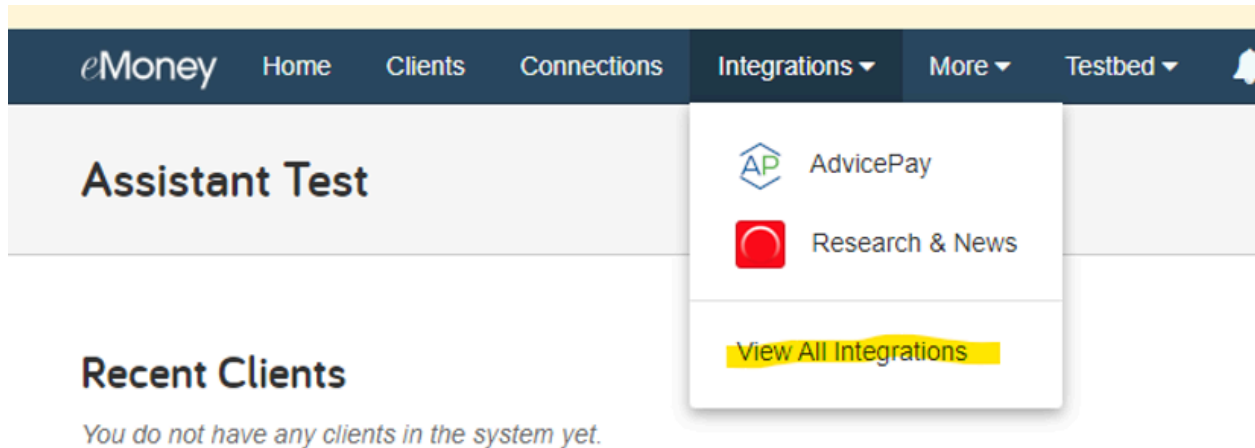 eMoney Home Clients Connections Integrations More Testbed
Assistant Test
AP AdvicePay
Research & News
View All Integrations
Recent Clients
You do not have any clients in the system yet.